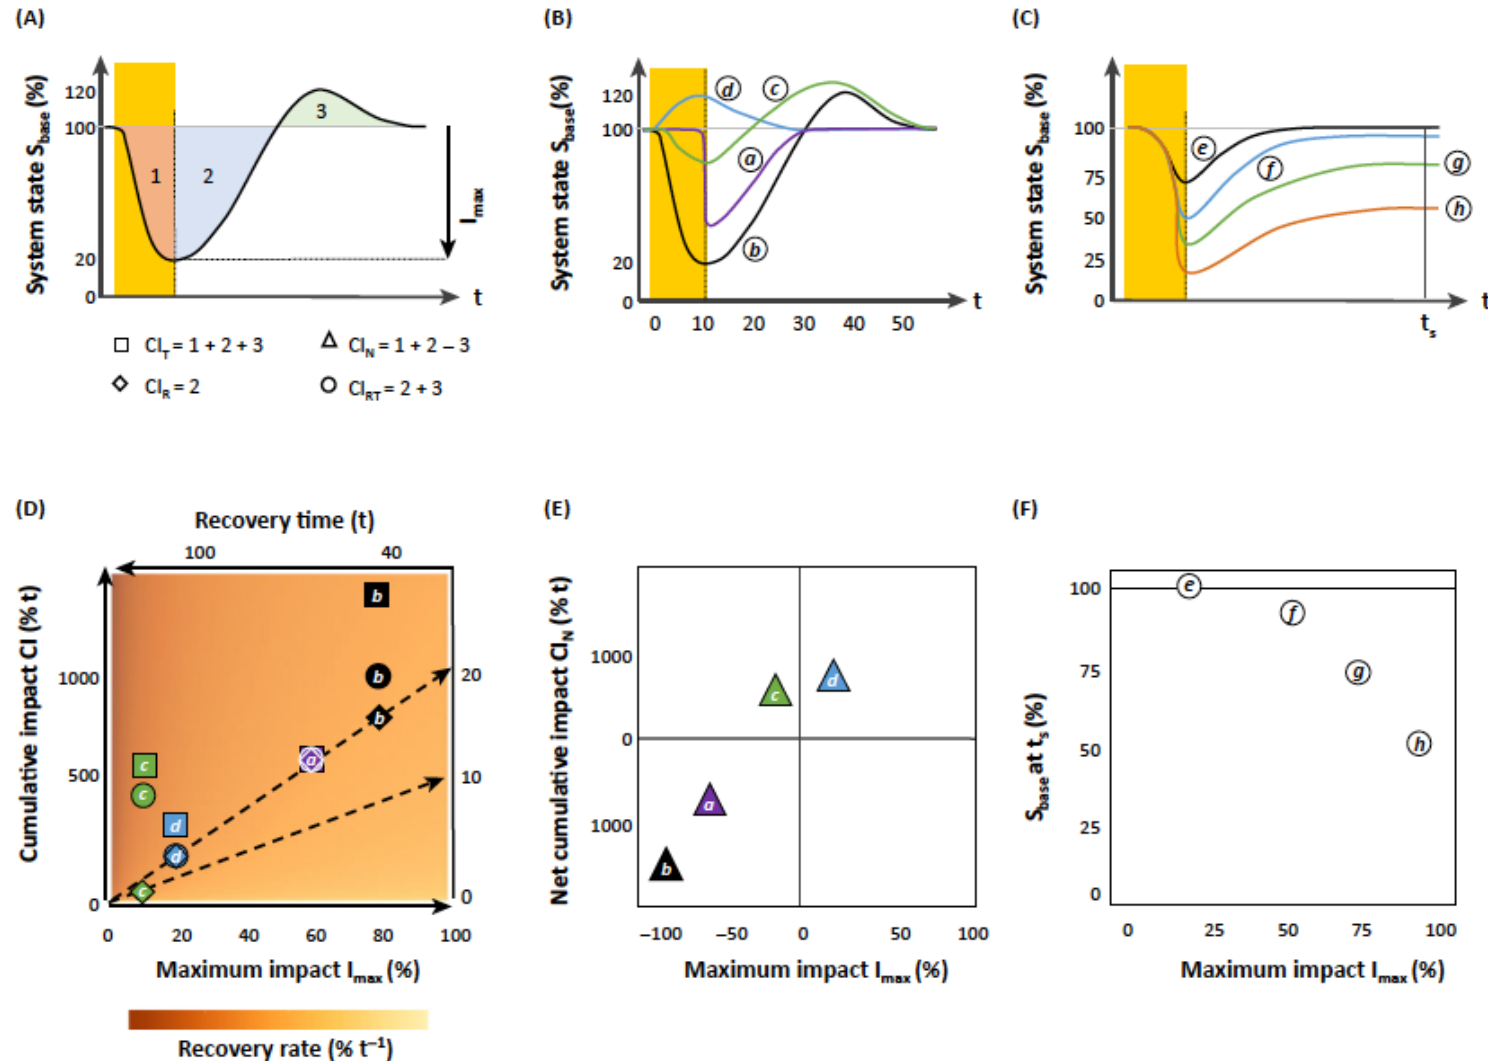 (A)
System state S_base (%)
120
100
20
0
1
2
3
I_max
t
CI_T = 1 + 2 + 3
CI_N = 1 + 2 – 3
CI_R = 2
CI_RT = 2 + 3
(B)
System state S_base(%)
120
100
20
0
d
c
a
b
t
0 10 20 30 40 50
(C)
System state S_base (%)
100
75
50
25
0
e
f
g
h
t
t_s
(D)
Recovery time (t)
100 40
Cumulative impact CI (% t)
1000
500
0
b
b
b
a
c
c
d
d
c
20
10
0
0 20 40 60 80 100
Maximum impact I_max (%)
Recovery rate (% t⁻¹)
(E)
Net cumulative impact CI_N (% t)
1000
0
1000
c
d
a
b
–100 –50 0 50 100
Maximum impact I_max (%)
(F)
S_base at t_s (%)
100
75
50
25
0
e
f
g
h
0 25 50 75 100
Maximum impact I_max (%)